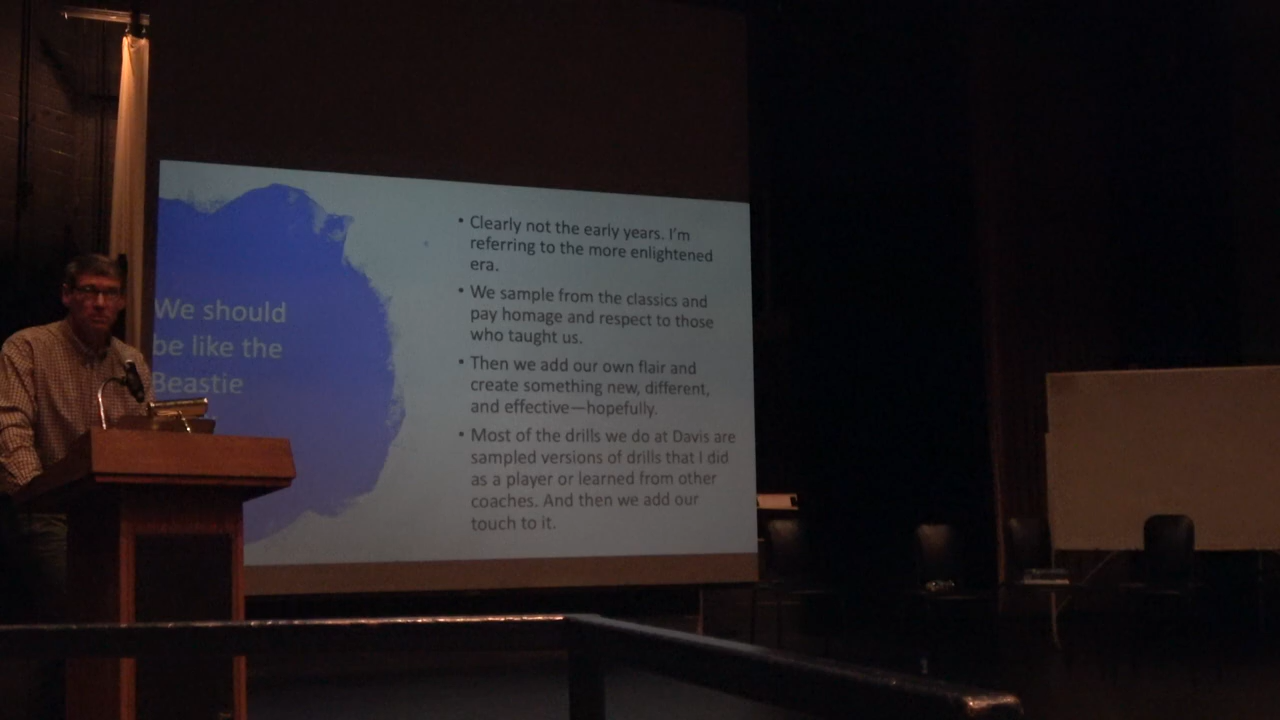 We should
be like the
Beastie
• Clearly not the early years. I'm
referring to the more enlightened
era.
• We sample from the classics and
pay homage and respect to those
who taught us.
• Then we add our own flair and
create something new, different,
and effective—hopefully.
• Most of the drills we do at Davis are
sampled versions of drills that I did
as a player or learned from other
coaches. And then we add our
touch to it.